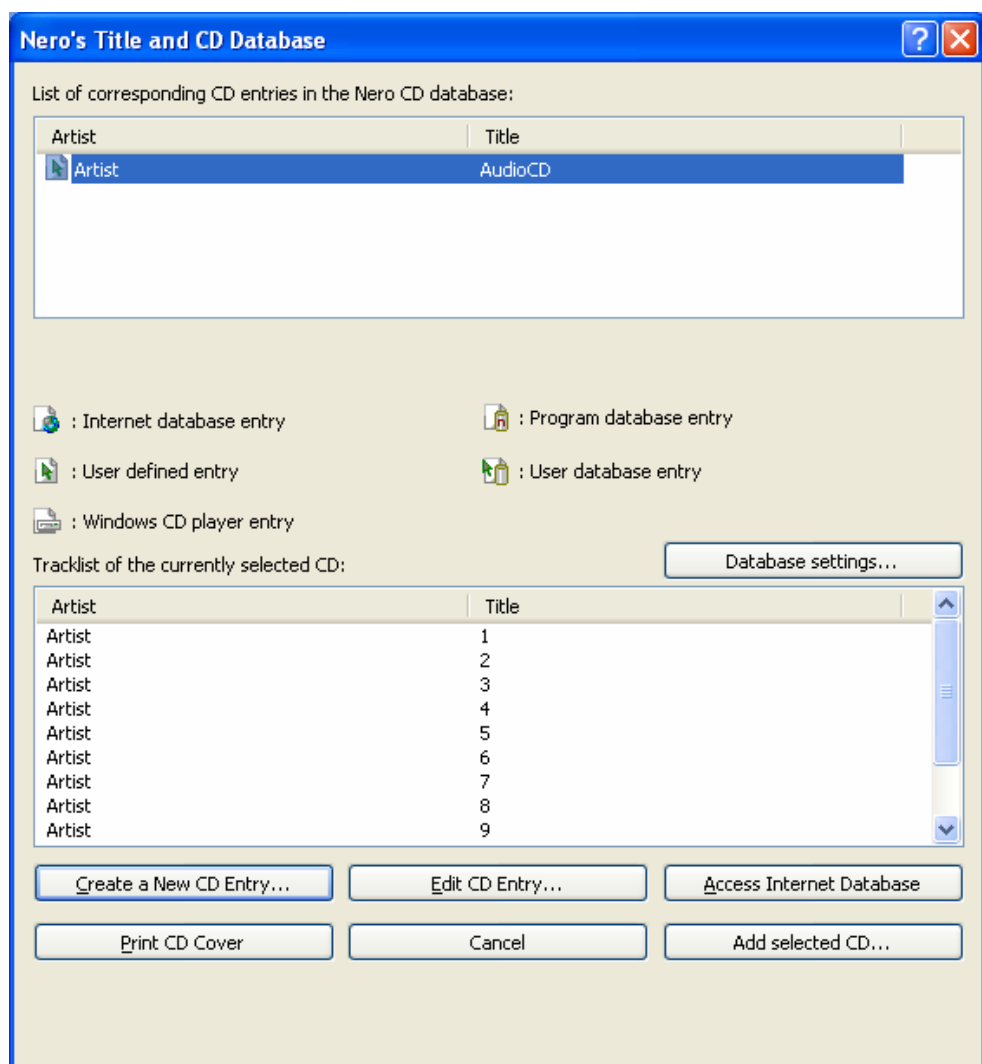 Nero's Title and CD Database
List of corresponding CD entries in the Nero CD database:
Artist Title
Artist AudioCD
: Internet database entry : Program database entry
: User defined entry : User database entry
: Windows CD player entry
Tracklist of the currently selected CD: Database settings...
Artist Title
Artist 1
Artist 2
Artist 3
Artist 4
Artist 5
Artist 6
Artist 7
Artist 8
Artist 9
Create a New CD Entry... Edit CD Entry... Access Internet Database
Print CD Cover Cancel Add selected CD...